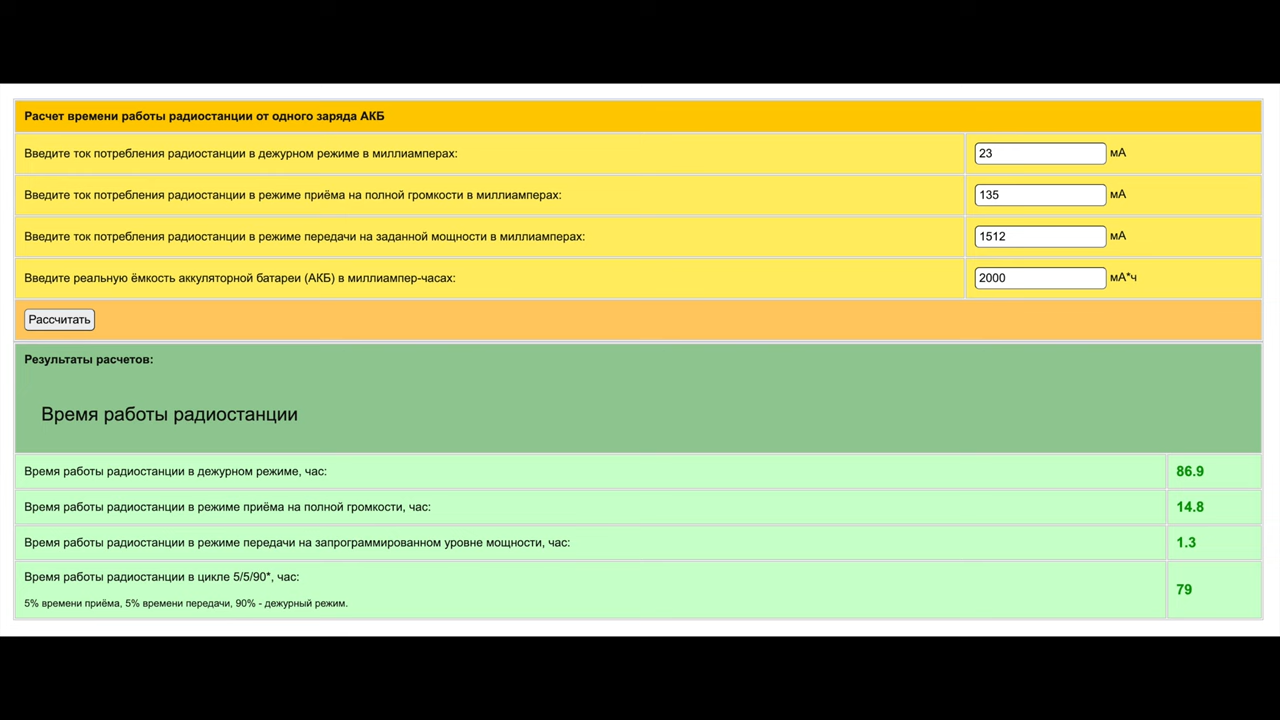 Расчет времени работы радиостанции от одного заряда АКБ
Введите ток потребления радиостанции в дежурном режиме в миллиамперах: 23 мА
Введите ток потребления радиостанции в режиме приёма на полной громкости в миллиамперах: 135 мА
Введите ток потребления радиостанции в режиме передачи на заданной мощности в миллиамперах: 1512 мА
Введите реальную ёмкость аккуляторной батареи (АКБ) в миллиампер-часах: 2000 мА*ч
Рассчитать
Результаты расчетов:
Время работы радиостанции
Время работы радиостанции в дежурном режиме, час: 86.9
Время работы радиостанции в режиме приёма на полной громкости, час: 14.8
Время работы радиостанции в режиме передачи на запрограммированном уровне мощности, час: 1.3
Время работы радиостанции в цикле 5/5/90*, час: 79
5% времени приёма, 5% времени передачи, 90% - дежурный режим.